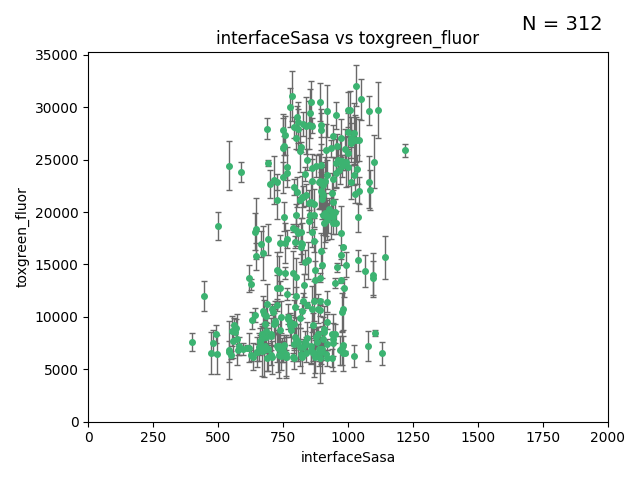 N = 312
interfaceSasa vs toxgreen_fluor
toxgreen_fluor
35000
30000
25000
20000
15000
10000
5000
0
0 250 500 750 1000 1250 1500 1750 2000
interfaceSasa